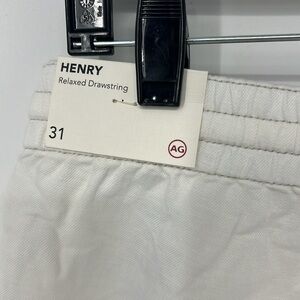 HENRY
Relaxed Drawstring
31
AG